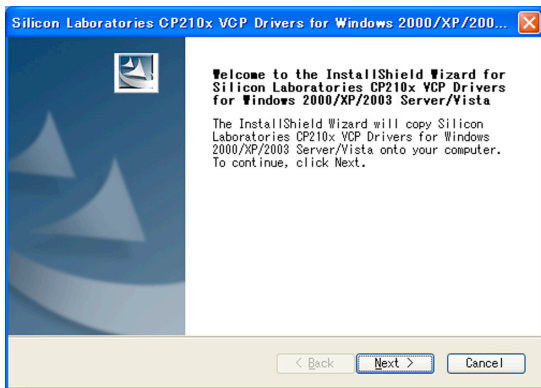 Silicon Laboratories CP210x VCP Drivers for Windows 2000/XP/200...
Welcome to the InstallShield Wizard for
Silicon Laboratories CP210x VCP Drivers
for Windows 2000/XP/2003 Server/Vista
The InstallShield Wizard will copy Silicon
Laboratories CP210x VCP Drivers for Windows
2000/XP/2003 Server/Vista onto your computer.
To continue, click Next.
< Back Next > Cancel